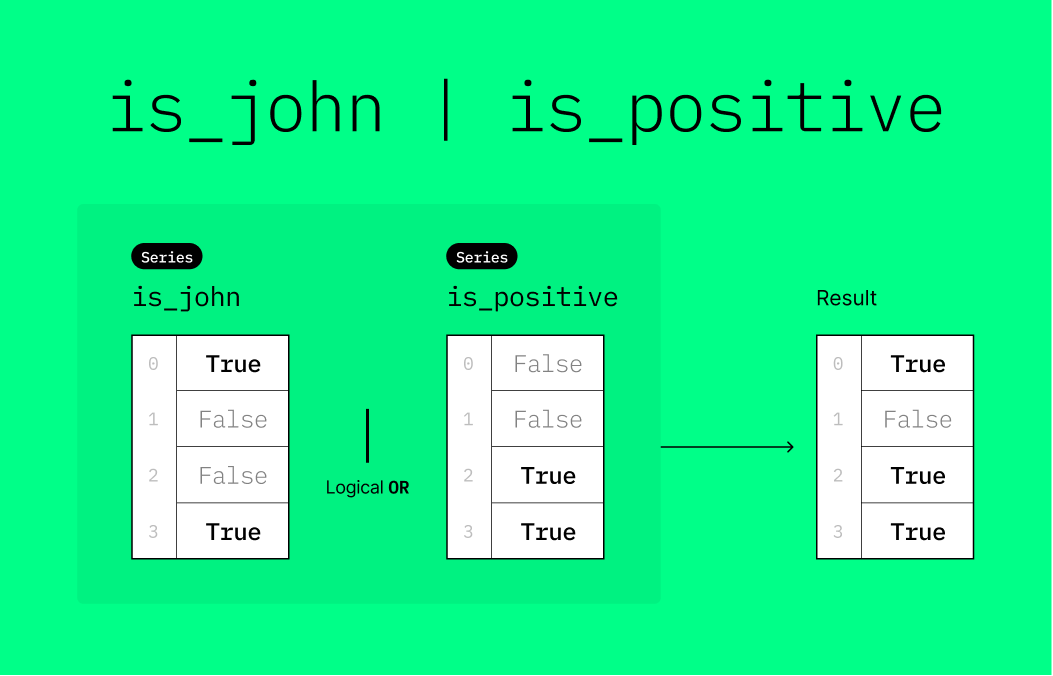 is_john | is_positive
Series
is_john
0 True
1 False
2 False
3 True
|
Logical OR
Series
is_positive
0 False
1 False
2 True
3 True
Result
0 True
1 False
2 True
3 True